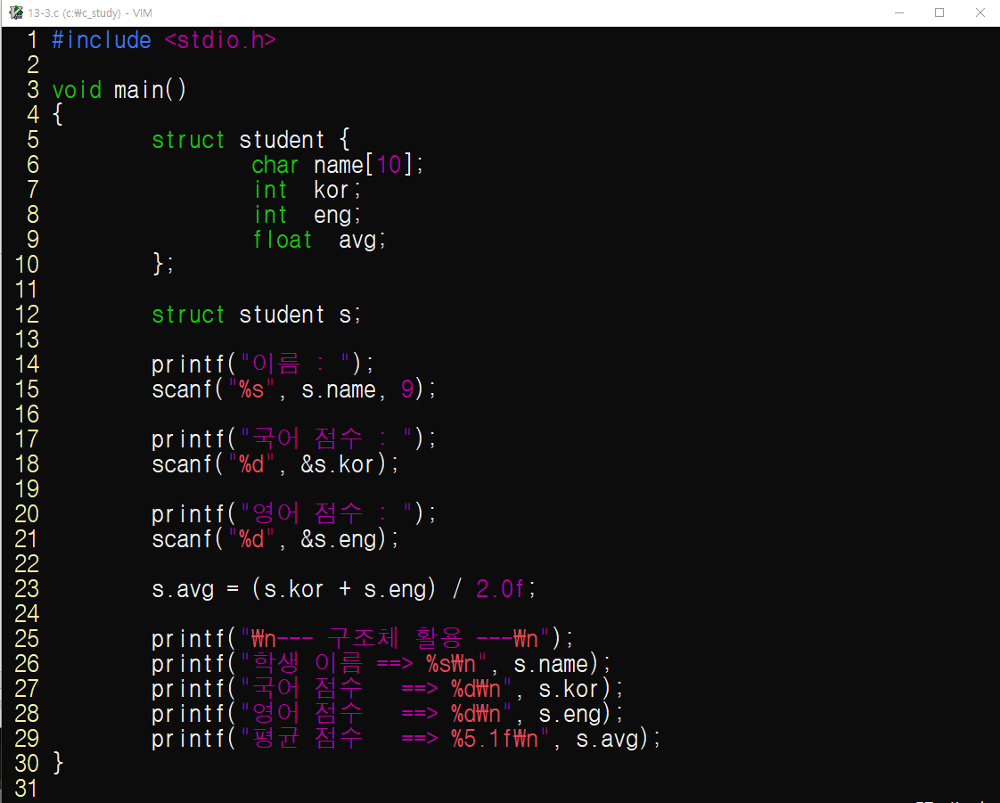 13-3.c (c:\c_study) - VIM
1 #include <stdio.h>
2
3 void main()
4 {
5         struct student {
6                 char name[10];
7                 int  kor;
8                 int  eng;
9                 float  avg;
10         };
11
12         struct student s;
13
14         printf("이름 : ");
15         scanf("%s", s.name, 9);
16
17         printf("국어 점수 : ");
18         scanf("%d", &s.kor);
19
20         printf("영어 점수 : ");
21         scanf("%d", &s.eng);
22
23         s.avg = (s.kor + s.eng) / 2.0f;
24
25         printf("₩n--- 구조체 활용 ---₩n");
26         printf("학생 이름 ==> %s₩n", s.name);
27         printf("국어 점수   ==> %d₩n", s.kor);
28         printf("영어 점수   ==> %d₩n", s.eng);
29         printf("평균 점수   ==> %5.1f₩n", s.avg);
30 }
31